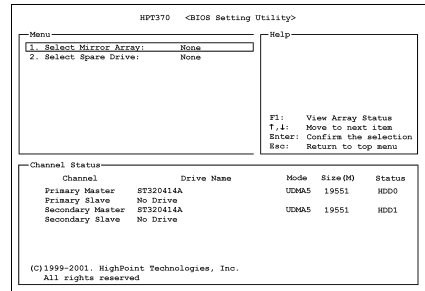 HPT370 <BIOS Setting Utility>
Menu
1. Select Mirror Array: None
2. Select Spare Drive: None
Help
F1: View Array Status
↑,↓: Move to next item
Enter: Confirm the selection
Esc: Return to top menu
Channel Status
Channel Drive Name Mode Size(M) Status
Primary Master ST320414A UDMA5 19551 HDD0
Primary Slave No Drive
Secondary Master ST320414A UDMA5 19551 HDD1
Secondary Slave No Drive
(C)1999-2001. HighPoint Technologies, Inc.
All rights reserved